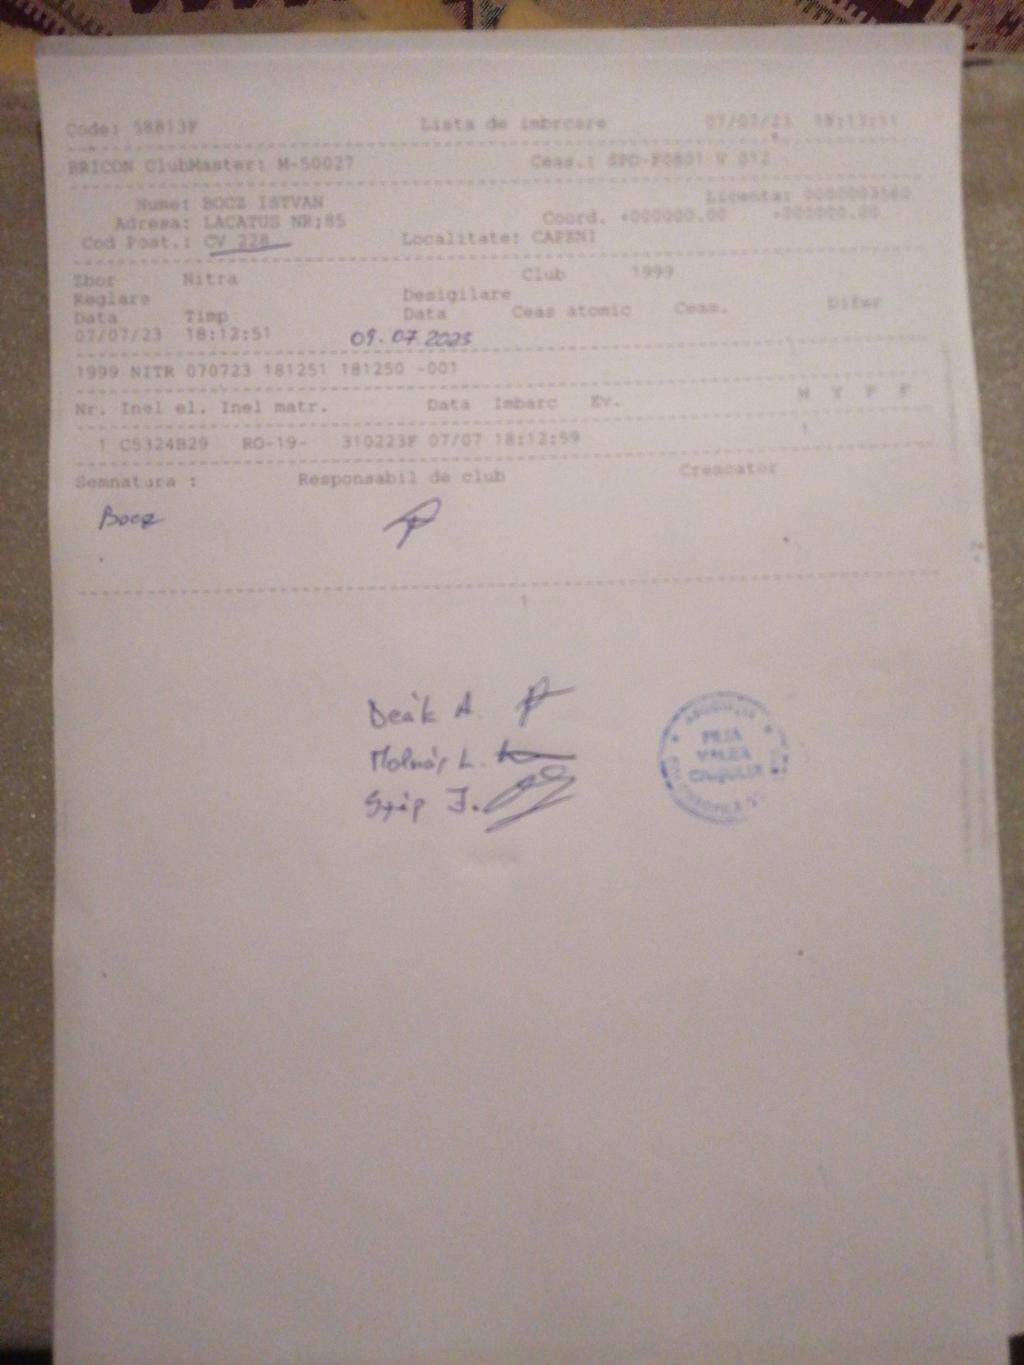 Code: 58813F Lista de imbrcare 07/07/23 18:13:31
BRICON ClubMaster: M-50027 Ceas.: SPD-F0801 V 012
Nume: BOCZ ISTVAN Licenta: 0000003560
Adresa: LACATUS NR;85 Coord. +000000.00 +000000.00
Cod Post.: CV 228 Localitate: CAPENI
Zbor Nitra Club 1999
Reglare Desigilare
Data Timp Data Ceas atomic Ceas. Difer
07/07/23 18:12:51 09.07.2023
1999 NITR 070723 181251 181250 -001
Nr. Inel el. Inel matr. Data Imbarc Ev. M Y P F
1 C5324B29 RO-19- 310223F 07/07 18:12:59 1
Semnatura : Responsabil de club Crescator
Bocz
1
Deák A.
Molnár L.
J.
ASOCIAȚIA
VALEA